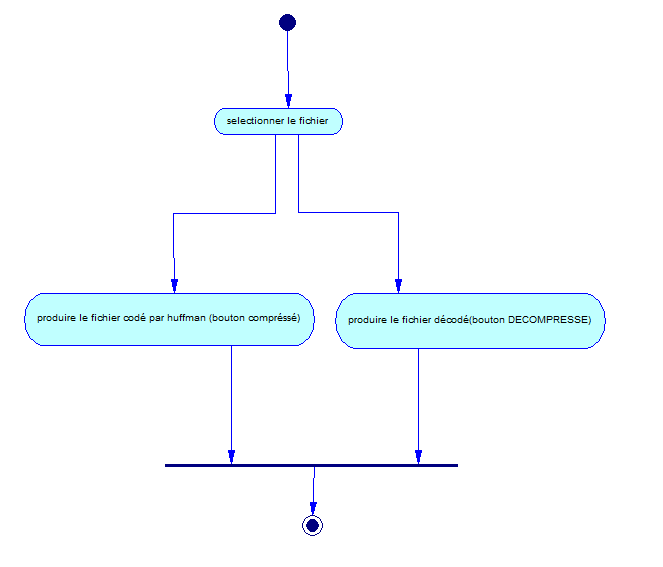 selectionner le fichier
produire le fichier codé par huffman (bouton compréssé)
produire le fichier décodé(bouton DECOMPRESSE)